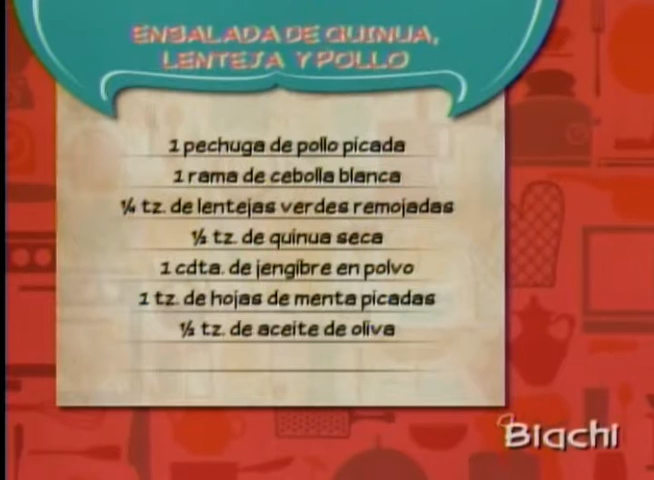 ENSALADA DE QUINUA,
LENTEJA Y POLLO
1 pechuga de pollo picada
1 rama de cebolla blanca
¼ tz. de lentejas verdes remojadas
½ tz. de quinua seca
1 cdta. de jengibre en polvo
1 tz. de hojas de menta picadas
½ tz. de aceite de oliva
Biachi